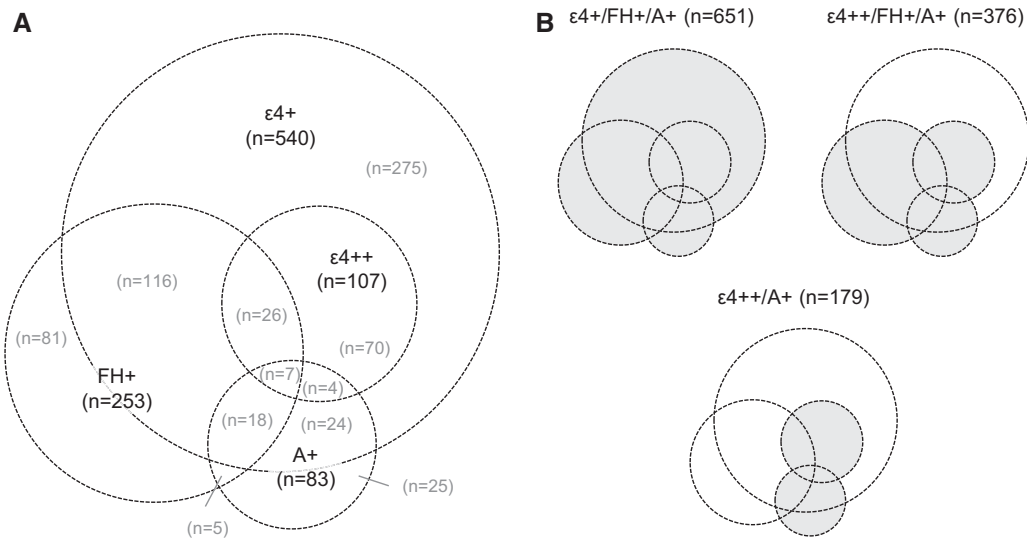 A
ε4+
(n=540)
(n=275)
ε4++
(n=107)
(n=116)
(n=26)
(n=81)
(n=70)
FH+
(n=253)
(n=7)
(n=4)
(n=18)
(n=24)
A+
(n=83)
(n=25)
(n=5)
B
ε4+/FH+/A+ (n=651)
ε4++/FH+/A+ (n=376)
ε4++/A+ (n=179)